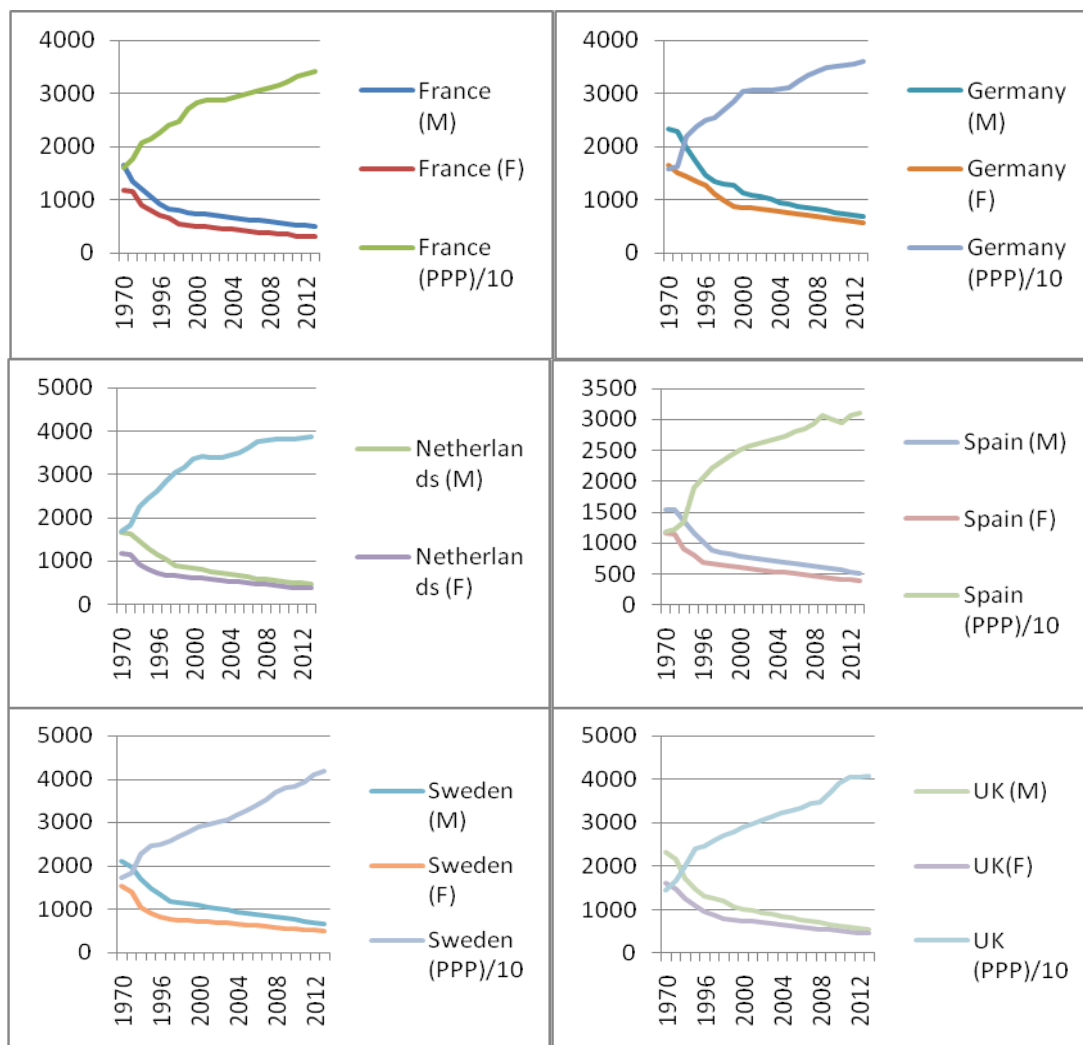 4000
3000
2000
1000
0
1970
1996
2000
2004
2008
2012
France
(M)
France (F)
France
(PPP)/10
4000
3000
2000
1000
0
1970
1996
2000
2004
2008
2012
Germany
(M)
Germany
(F)
Germany
(PPP)/10
5000
4000
3000
2000
1000
0
1970
1996
2000
2004
2008
2012
Netherlan
ds (M)
Netherlan
ds (F)
3500
3000
2500
2000
1500
1000
500
0
1970
1996
2000
2004
2008
2012
Spain (M)
Spain (F)
Spain
(PPP)/10
5000
4000
3000
2000
1000
0
1970
1996
2000
2004
2008
2012
Sweden
(M)
Sweden
(F)
Sweden
(PPP)/10
5000
4000
3000
2000
1000
0
1970
1996
2000
2004
2008
2012
UK (M)
UK(F)
UK
(PPP)/10